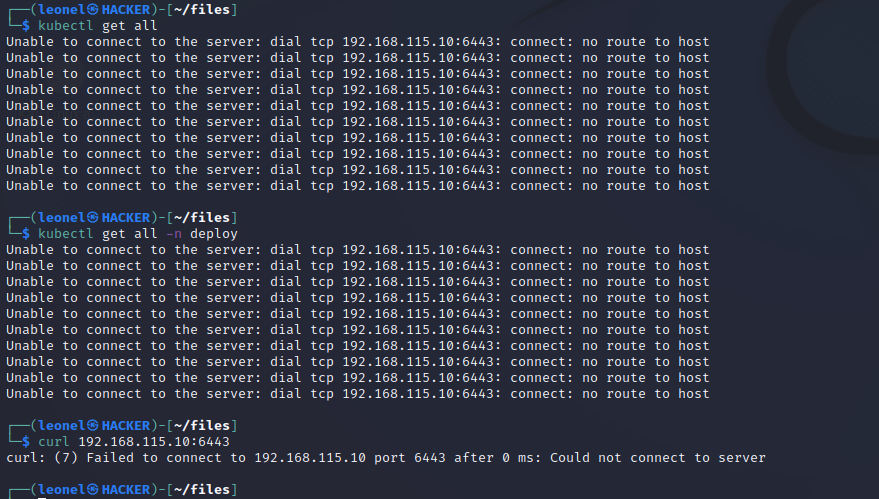 ┌──(leonel㉿HACKER)-[~/files]
└─$ kubectl get all
Unable to connect to the server: dial tcp 192.168.115.10:6443: connect: no route to host
Unable to connect to the server: dial tcp 192.168.115.10:6443: connect: no route to host
Unable to connect to the server: dial tcp 192.168.115.10:6443: connect: no route to host
Unable to connect to the server: dial tcp 192.168.115.10:6443: connect: no route to host
Unable to connect to the server: dial tcp 192.168.115.10:6443: connect: no route to host
Unable to connect to the server: dial tcp 192.168.115.10:6443: connect: no route to host
Unable to connect to the server: dial tcp 192.168.115.10:6443: connect: no route to host
Unable to connect to the server: dial tcp 192.168.115.10:6443: connect: no route to host
Unable to connect to the server: dial tcp 192.168.115.10:6443: connect: no route to host
Unable to connect to the server: dial tcp 192.168.115.10:6443: connect: no route to host
┌──(leonel㉿HACKER)-[~/files]
└─$ kubectl get all -n deploy
Unable to connect to the server: dial tcp 192.168.115.10:6443: connect: no route to host
Unable to connect to the server: dial tcp 192.168.115.10:6443: connect: no route to host
Unable to connect to the server: dial tcp 192.168.115.10:6443: connect: no route to host
Unable to connect to the server: dial tcp 192.168.115.10:6443: connect: no route to host
Unable to connect to the server: dial tcp 192.168.115.10:6443: connect: no route to host
Unable to connect to the server: dial tcp 192.168.115.10:6443: connect: no route to host
Unable to connect to the server: dial tcp 192.168.115.10:6443: connect: no route to host
Unable to connect to the server: dial tcp 192.168.115.10:6443: connect: no route to host
Unable to connect to the server: dial tcp 192.168.115.10:6443: connect: no route to host
Unable to connect to the server: dial tcp 192.168.115.10:6443: connect: no route to host
┌──(leonel㉿HACKER)-[~/files]
└─$ curl 192.168.115.10:6443
curl: (7) Failed to connect to 192.168.115.10 port 6443 after 0 ms: Could not connect to server
┌──(leonel㉿HACKER)-[~/files]